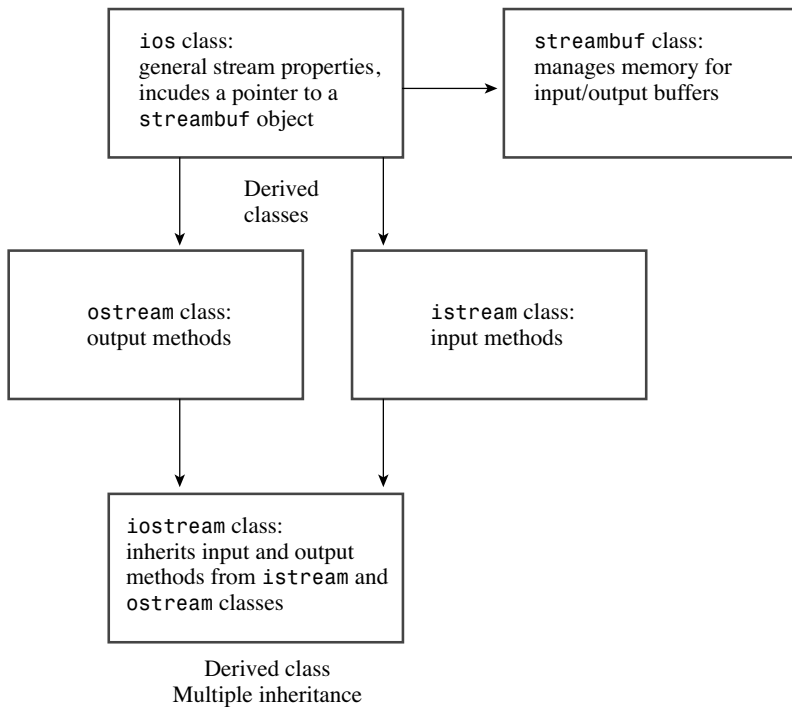 ios class:
general stream properties,
incudes a pointer to a
streambuf object
streambuf class:
manages memory for
input/output buffers
Derived
classes
ostream class:
output methods
istream class:
input methods
iostream class:
inherits input and output
methods from istream and
ostream classes
Derived class
Multiple inheritance